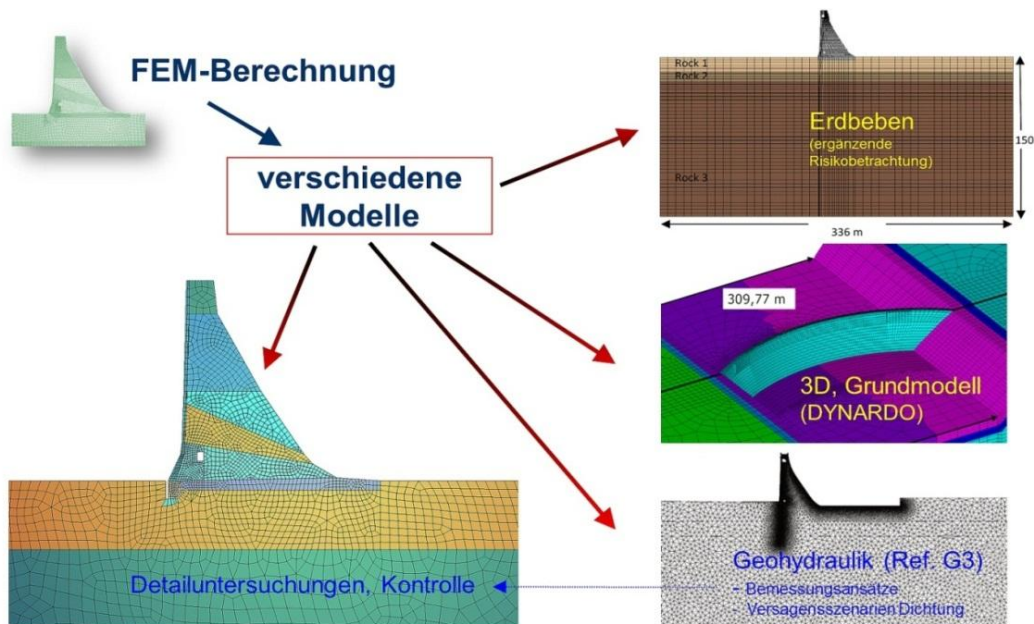 FEM-Berechnung
verschiedene
Modelle
Rock 1
Rock 2
Rock 3
Erdbeben
(ergänzende
Risikobetrachtung)
150
336 m
309,77 m
3D, Grundmodell
(DYNARDO)
Geohydraulik (Ref. G3)
- Bemessungsansätze
- Versagensszenarien Dichtung
Detailuntersuchungen, Kontrolle